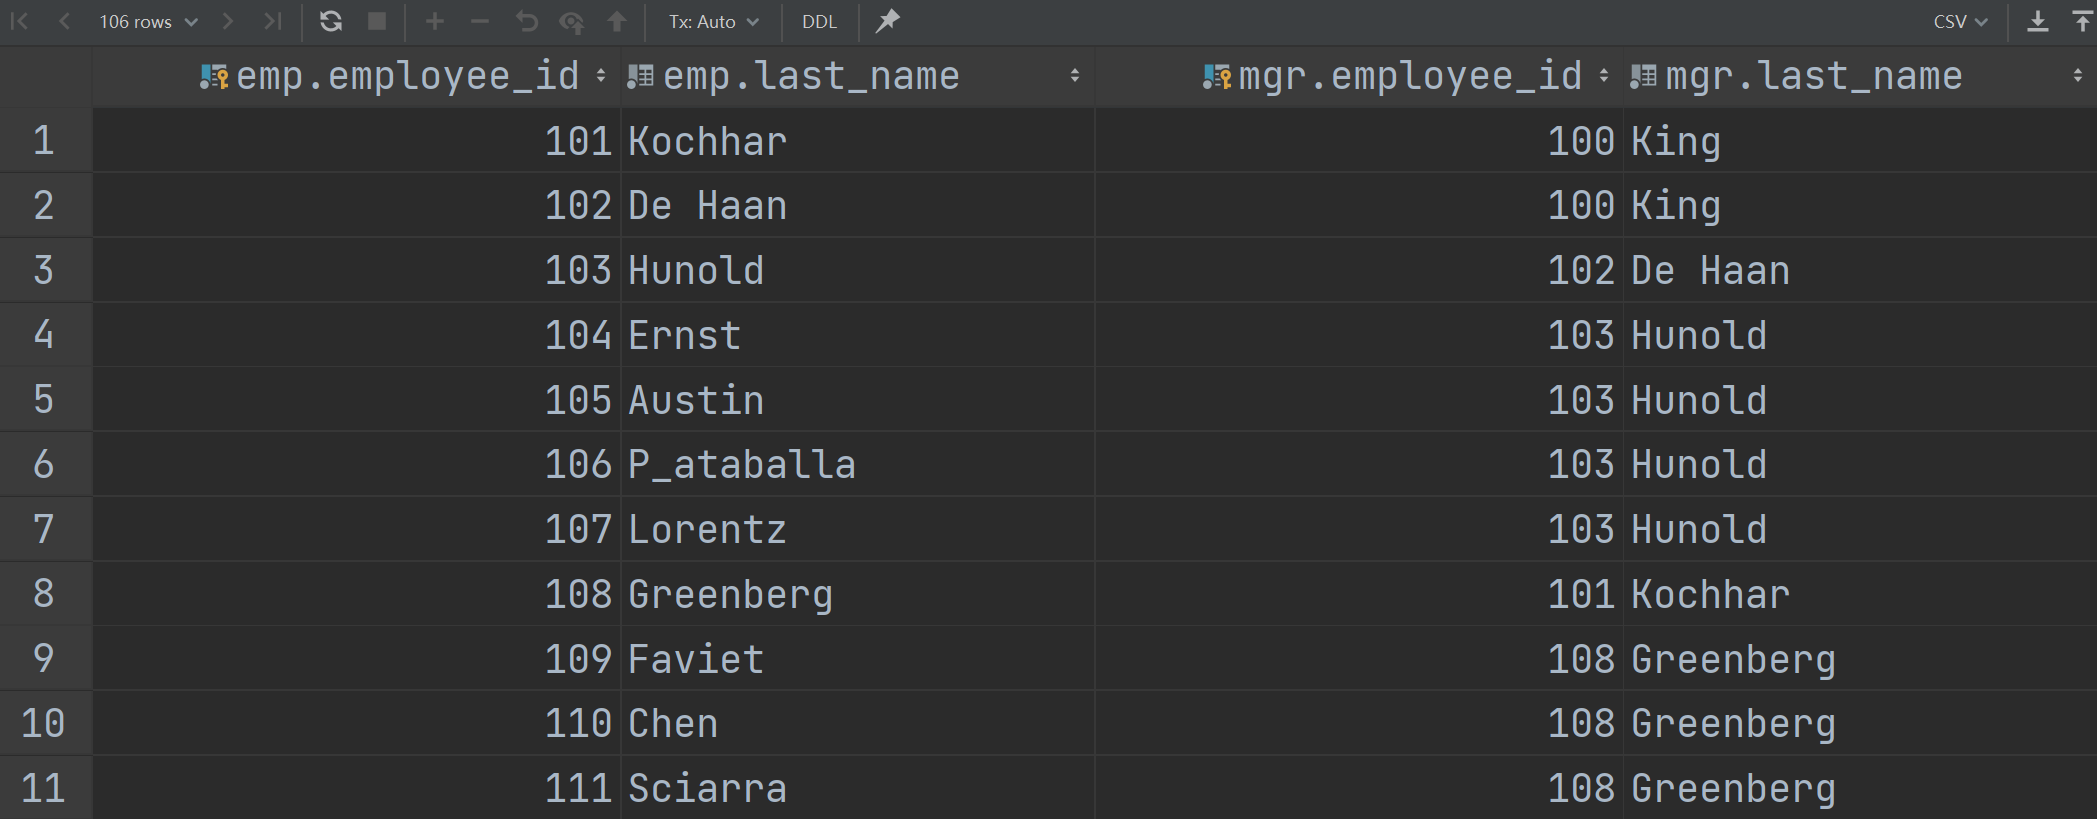 106 rows Tx: Auto DDL CSV
emp.employee_id emp.last_name mgr.employee_id mgr.last_name
1 101 Kochhar 100 King
2 102 De Haan 100 King
3 103 Hunold 102 De Haan
4 104 Ernst 103 Hunold
5 105 Austin 103 Hunold
6 106 P_ataballa 103 Hunold
7 107 Lorentz 103 Hunold
8 108 Greenberg 101 Kochhar
9 109 Faviet 108 Greenberg
10 110 Chen 108 Greenberg
11 111 Sciarra 108 Greenberg